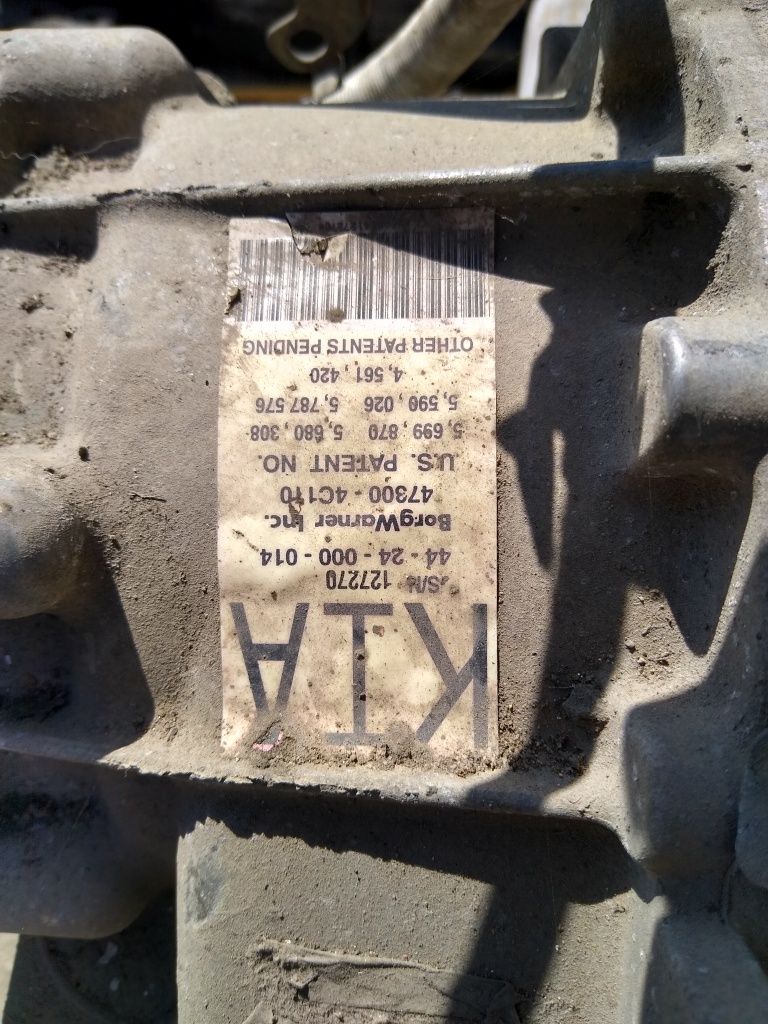 KIA
S/N 127270
44 - 24 - 000 - 014
BorgWarner Inc.
47300 - 4C110
U.S. PATENT NO.
5,699,870 5,680,308
5,590,026 5,787,576
4,561,420
OTHER PATENTS PENDING